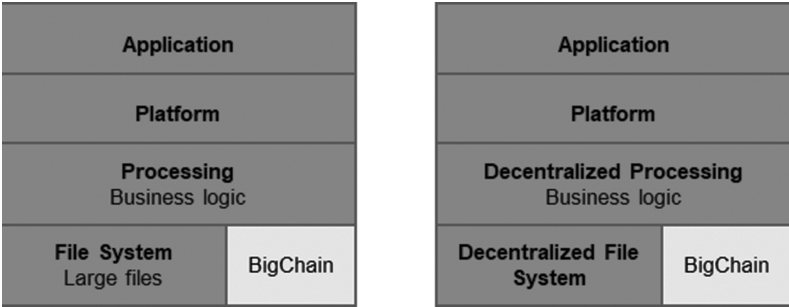 Application
Platform
Processing
Business logic
File System
Large files
BigChain
Application
Platform
Decentralized Processing
Business logic
Decentralized File
System
BigChain